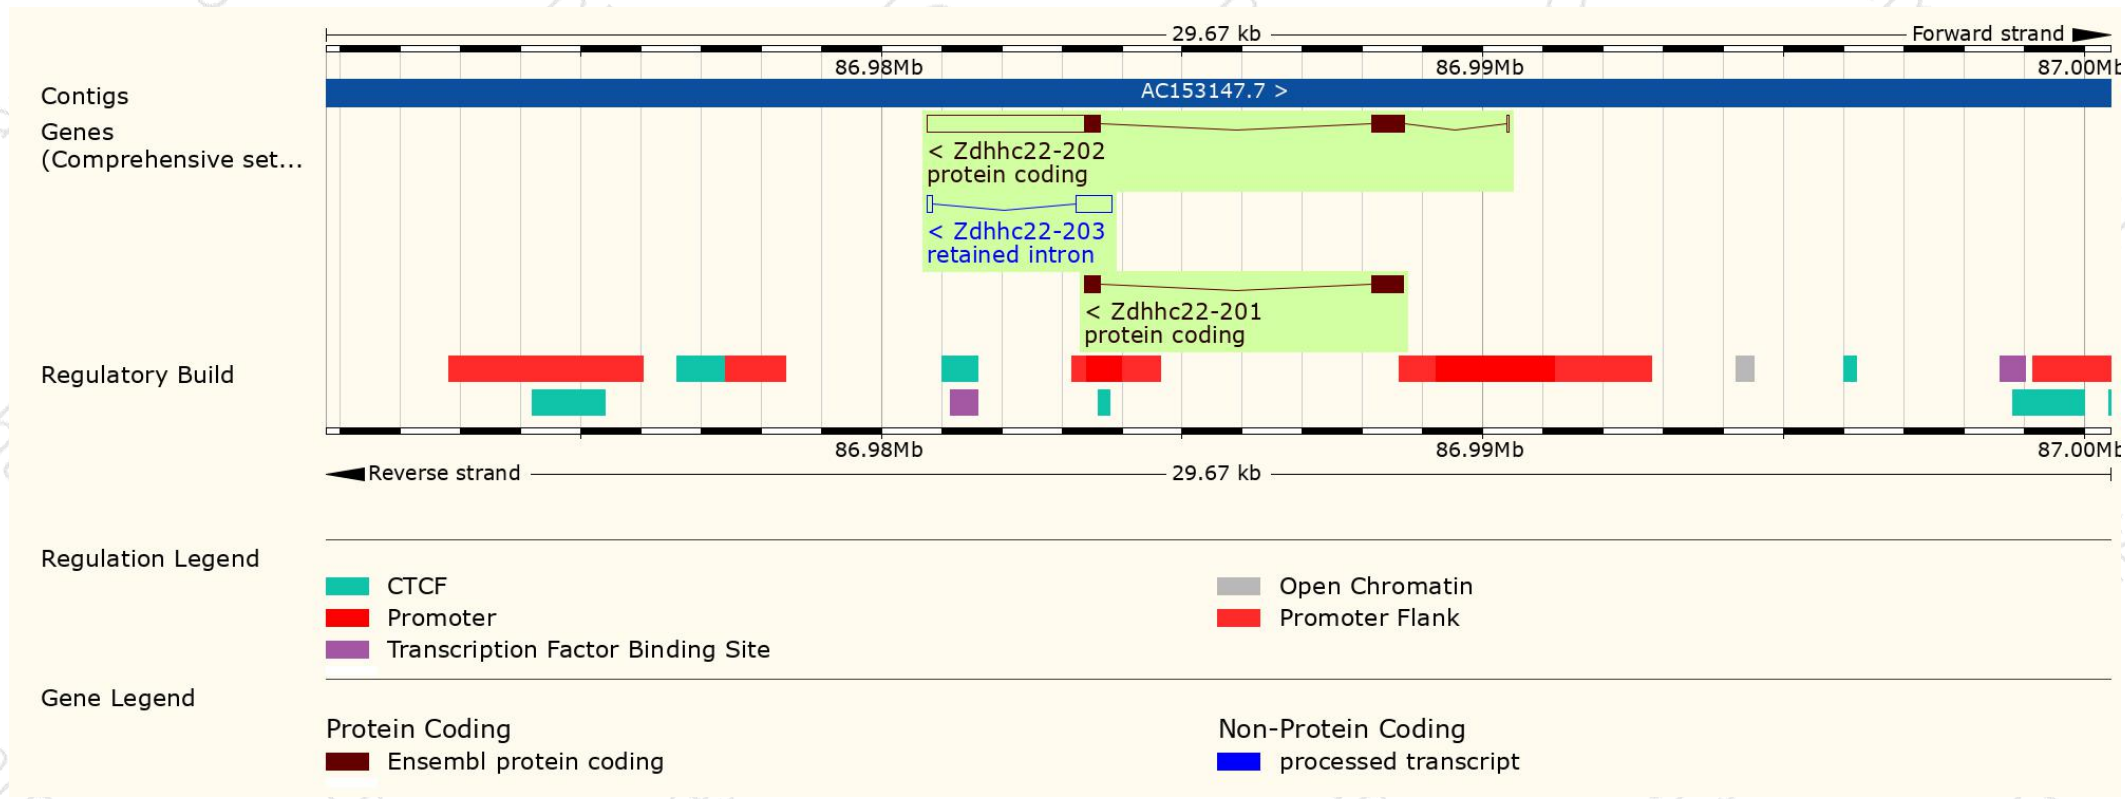 29.67 kb
Forward strand
86.98Mb 86.99Mb 87.00Mb
Contigs
AC153147.7 >
Genes
(Comprehensive set...
< Zdhhc22-202
protein coding
< Zdhhc22-203
retained intron
< Zdhhc22-201
protein coding
Regulatory Build
86.98Mb 86.99Mb 87.00Mb
Reverse strand
29.67 kb
Regulation Legend
CTCF
Open Chromatin
Promoter
Promoter Flank
Transcription Factor Binding Site
Gene Legend
Protein Coding
Non-Protein Coding
Ensembl protein coding
processed transcript